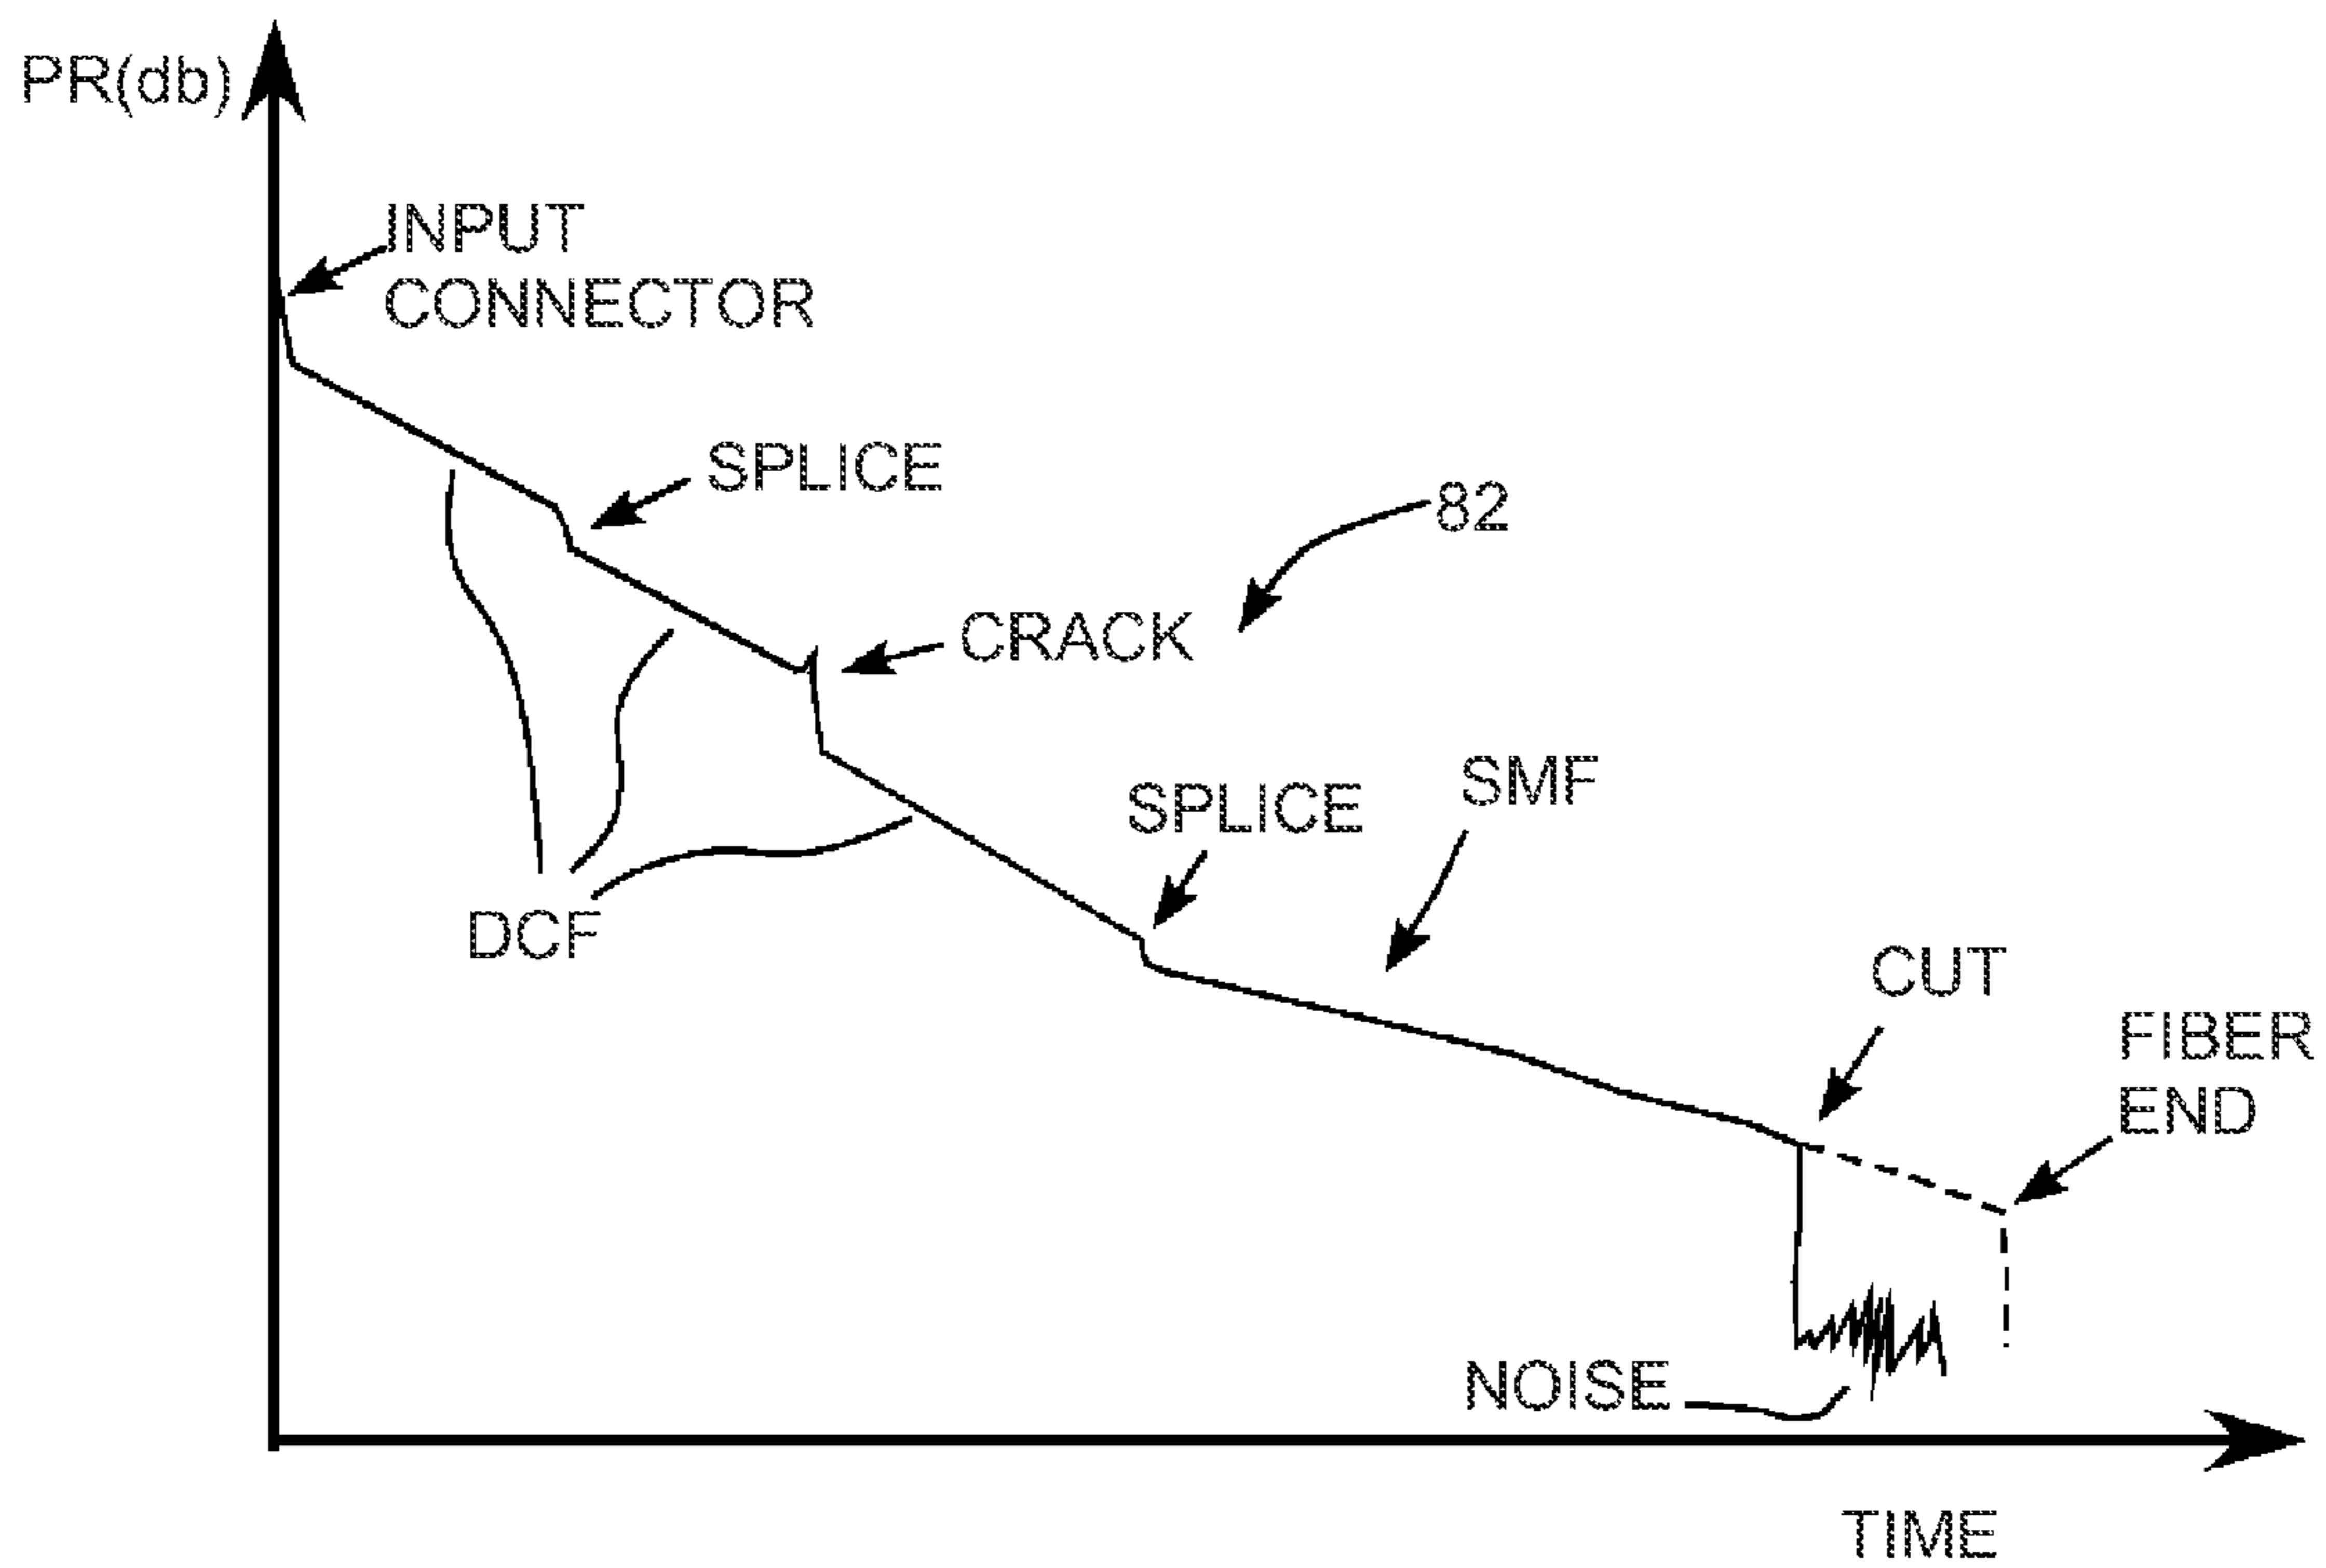 PR(db)
INPUT
CONNECTOR
SPLICE
82
CRACK
SPLICE
SMF
DCF
CUT
FIBER
END
NOISE
TIME